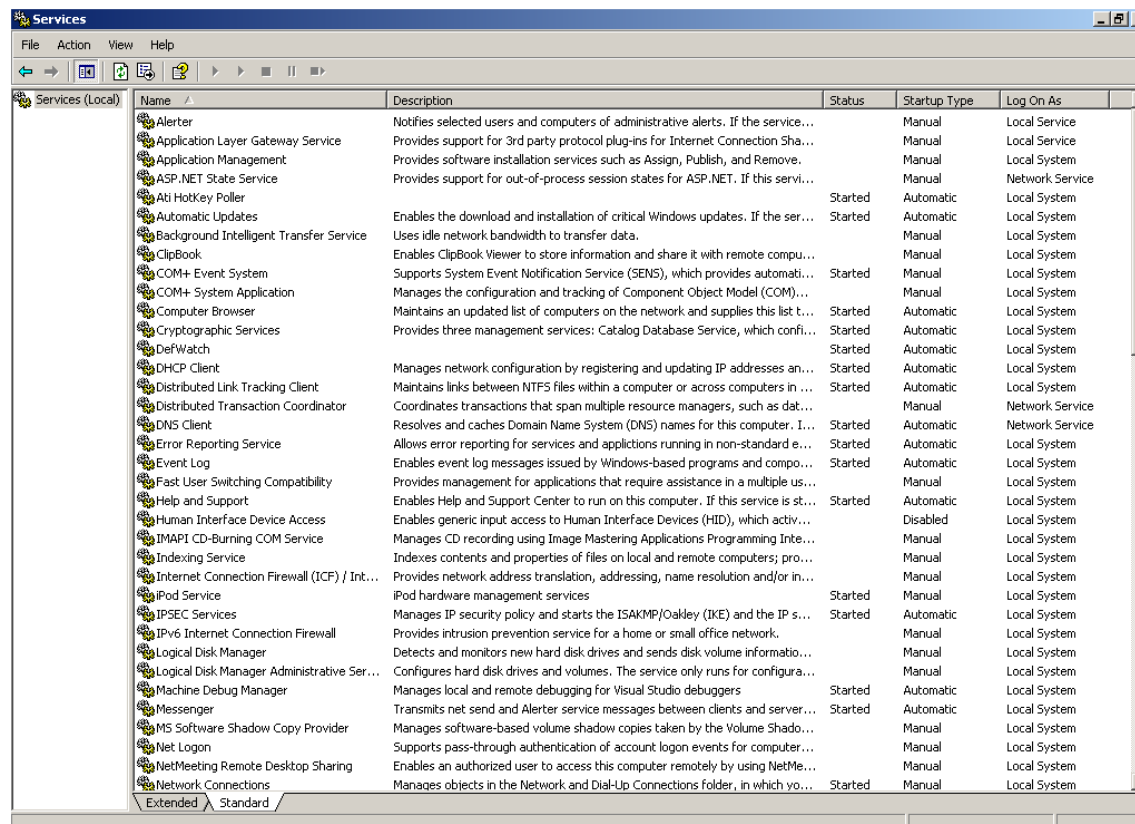 Services
File Action View Help
Services (Local)
Name Description Status Startup Type Log On As
Alerter Notifies selected users and computers of administrative alerts. If the service... Manual Local Service
Application Layer Gateway Service Provides support for 3rd party protocol plug-ins for Internet Connection Sha... Manual Local Service
Application Management Provides software installation services such as Assign, Publish, and Remove. Manual Local System
ASP.NET State Service Provides support for out-of-process session states for ASP.NET. If this servi... Manual Network Service
Ati HotKey Poller Started Automatic Local System
Automatic Updates Enables the download and installation of critical Windows updates. If the ser... Started Automatic Local System
Background Intelligent Transfer Service Uses idle network bandwidth to transfer data. Manual Local System
ClipBook Enables ClipBook Viewer to store information and share it with remote compu... Manual Local System
COM+ Event System Supports System Event Notification Service (SENS), which provides automati... Started Manual Local System
COM+ System Application Manages the configuration and tracking of Component Object Model (COM)... Manual Local System
Computer Browser Maintains an updated list of computers on the network and supplies this list t... Started Automatic Local System
Cryptographic Services Provides three management services: Catalog Database Service, which confi... Started Automatic Local System
DefWatch Started Automatic Local System
DHCP Client Manages network configuration by registering and updating IP addresses an... Started Automatic Local System
Distributed Link Tracking Client Maintains links between NTFS files within a computer or across computers in ... Started Automatic Local System
Distributed Transaction Coordinator Coordinates transactions that span multiple resource managers, such as dat... Manual Network Service
DNS Client Resolves and caches Domain Name System (DNS) names for this computer. I... Started Automatic Network Service
Error Reporting Service Allows error reporting for services and applictions running in non-standard e... Started Automatic Local System
Event Log Enables event log messages issued by Windows-based programs and compo... Started Automatic Local System
Fast User Switching Compatibility Provides management for applications that require assistance in a multiple us... Manual Local System
Help and Support Enables Help and Support Center to run on this computer. If this service is st... Started Automatic Local System
Human Interface Device Access Enables generic input access to Human Interface Devices (HID), which activ... Disabled Local System
IMAPI CD-Burning COM Service Manages CD recording using Image Mastering Applications Programming Inte... Manual Local System
Indexing Service Indexes contents and properties of files on local and remote computers; pro... Manual Local System
Internet Connection Firewall (ICF) / Int... Provides network address translation, addressing, name resolution and/or in... Manual Local System
iPod Service iPod hardware management services Started Manual Local System
IPSEC Services Manages IP security policy and starts the ISAKMP/Oakley (IKE) and the IP s... Started Automatic Local System
IPv6 Internet Connection Firewall Provides intrusion prevention service for a home or small office network. Manual Local System
Logical Disk Manager Detects and monitors new hard disk drives and sends disk volume informatio... Manual Local System
Logical Disk Manager Administrative Ser... Configures hard disk drives and volumes. The service only runs for configura... Manual Local System
Machine Debug Manager Manages local and remote debugging for Visual Studio debuggers Started Automatic Local System
Messenger Transmits net send and Alerter service messages between clients and server... Started Automatic Local System
MS Software Shadow Copy Provider Manages software-based volume shadow copies taken by the Volume Shado... Manual Local System
Net Logon Supports pass-through authentication of account logon events for computer... Manual Local System
NetMeeting Remote Desktop Sharing Enables an authorized user to access this computer remotely by using NetMe... Manual Local System
Network Connections Manages objects in the Network and Dial-Up Connections folder, in which yo... Started Manual Local System
Extended Standard